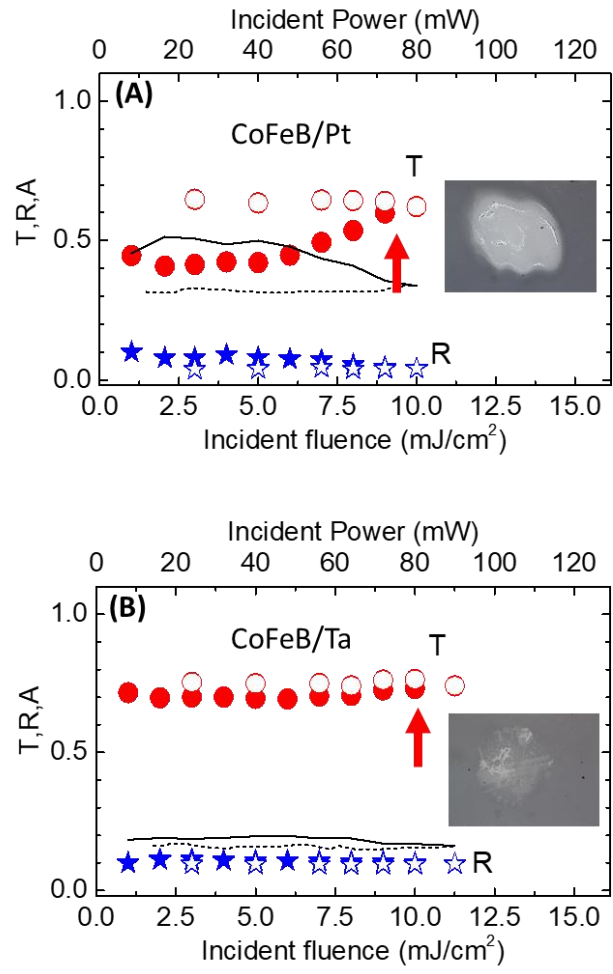 Incident Power (mW)
0 20 40 60 80 100 120
(A)
CoFeB/Pt
T
R
T,R,A
1.0
0.5
0.0
0.0 2.5 5.0 7.5 10.0 12.5 15.0
Incident fluence (mJ/cm²)
Incident Power (mW)
0 20 40 60 80 100 120
(B)
CoFeB/Ta
T
R
T,R,A
1.0
0.5
0.0
0.0 2.5 5.0 7.5 10.0 12.5 15.0
Incident fluence (mJ/cm²)